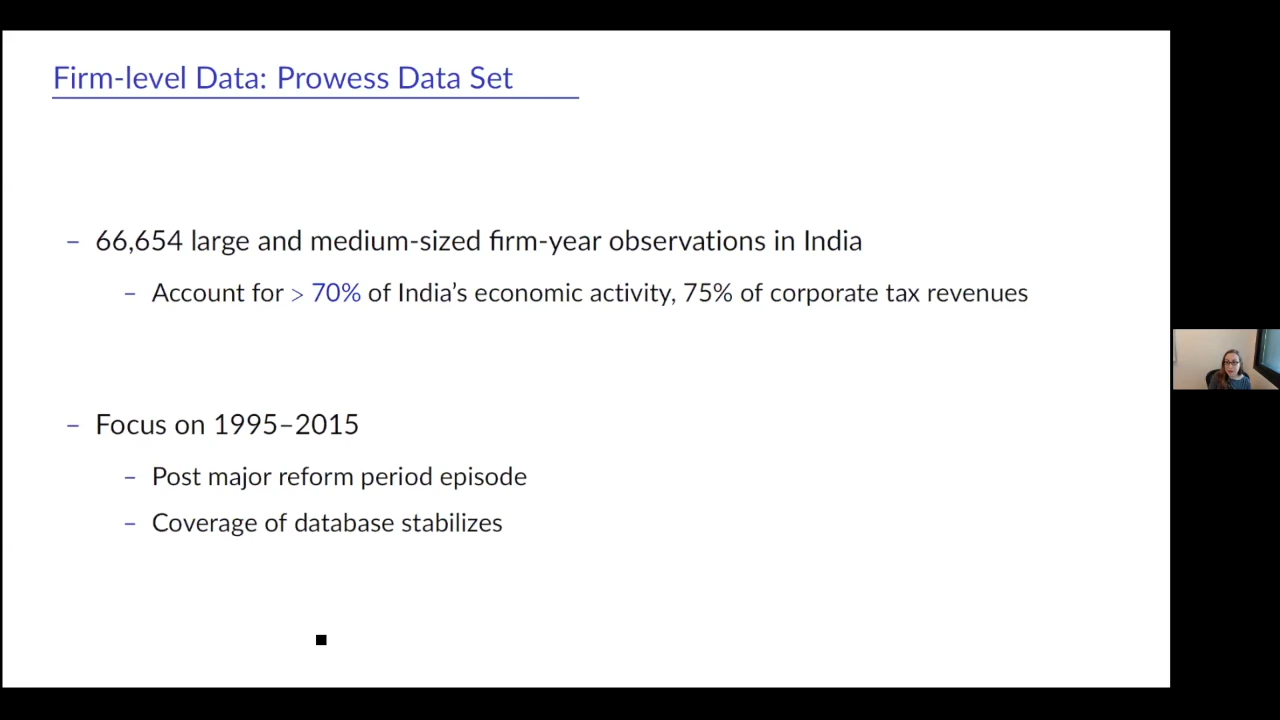 Firm-level Data: Prowess Data Set
– 66,654 large and medium-sized firm-year observations in India
– Account for > 70% of India’s economic activity, 75% of corporate tax revenues
– Focus on 1995–2015
– Post major reform period episode
– Coverage of database stabilizes